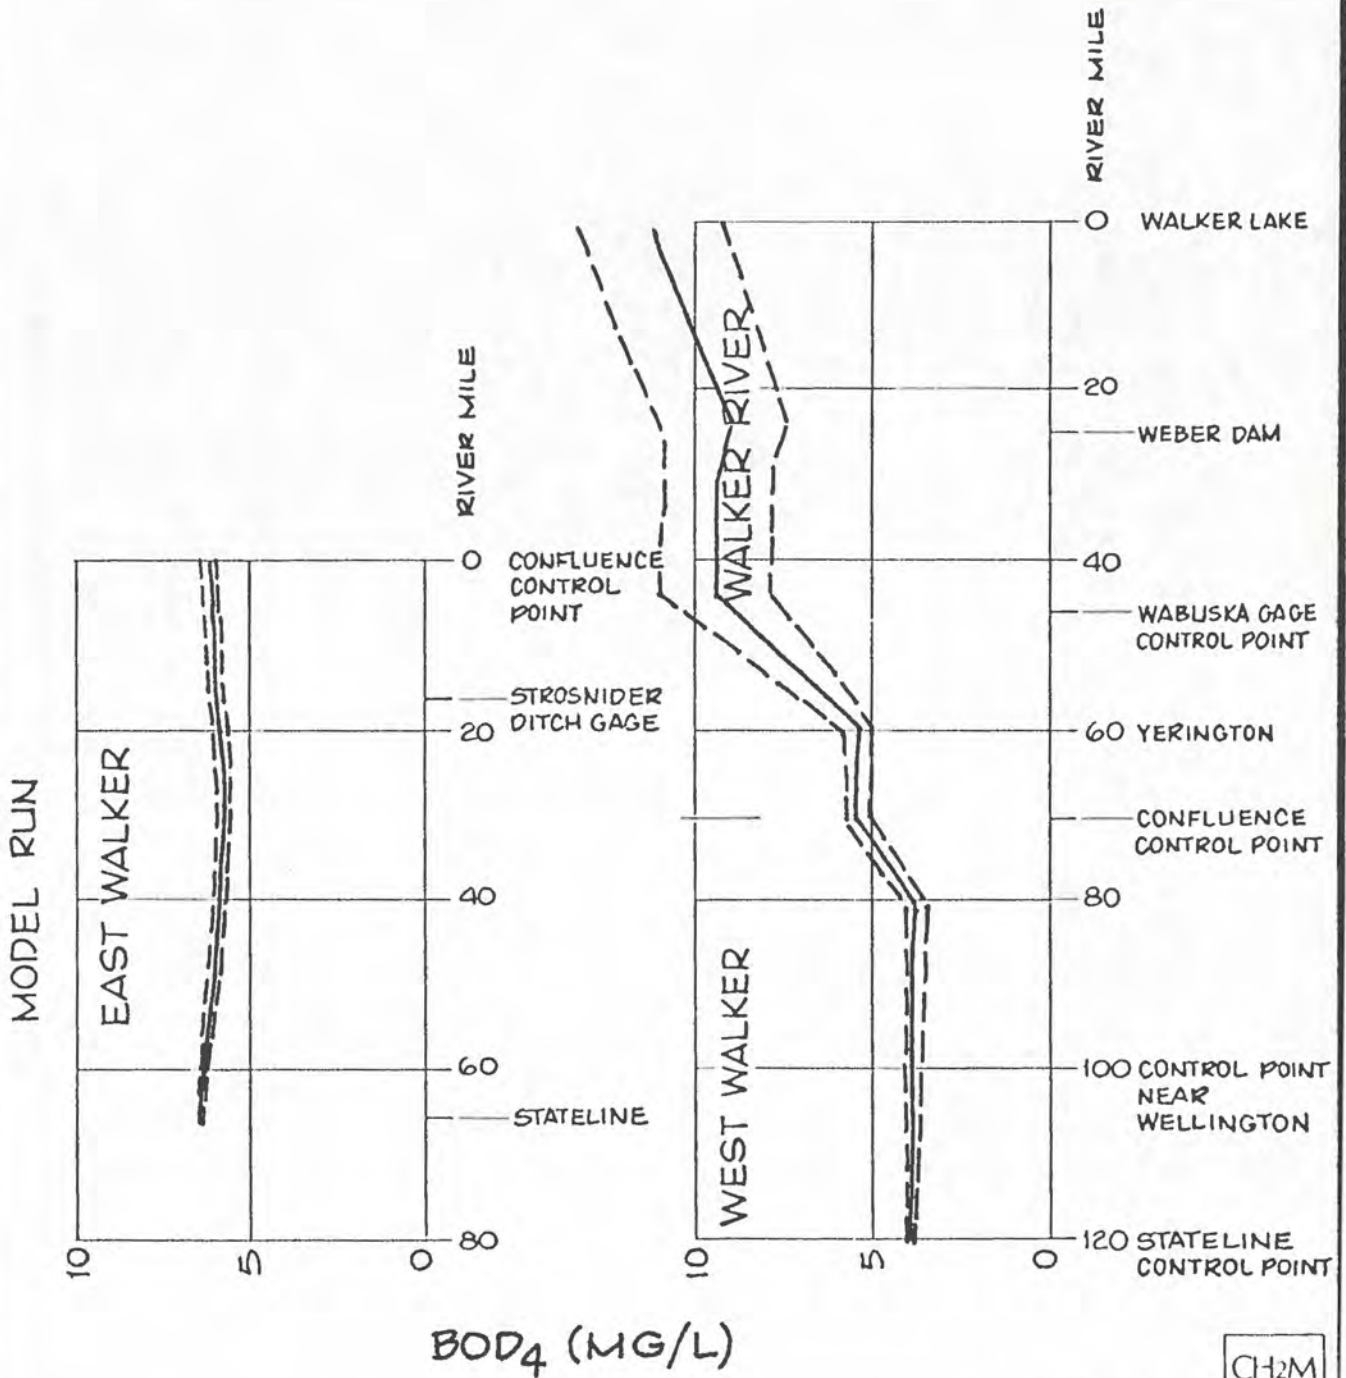 MODEL RUN
EAST WALKER
RIVER MILE
0
20
40
60
80
10
5
0
CONFLUENCE
CONTROL
POINT
STROSNIDER
DITCH GAGE
STATELINE
WALKER RIVER
WEST WALKER
RIVER MILE
0 WALKER LAKE
20
WEBER DAM
40
WABUSKA GAGE
CONTROL POINT
60 YERINGTON
CONFLUENCE
CONTROL POINT
80
100 CONTROL POINT
NEAR
WELLINGTON
120 STATELINE
CONTROL POINT
10
5
0
BOD4 (MG/L)
CH2M